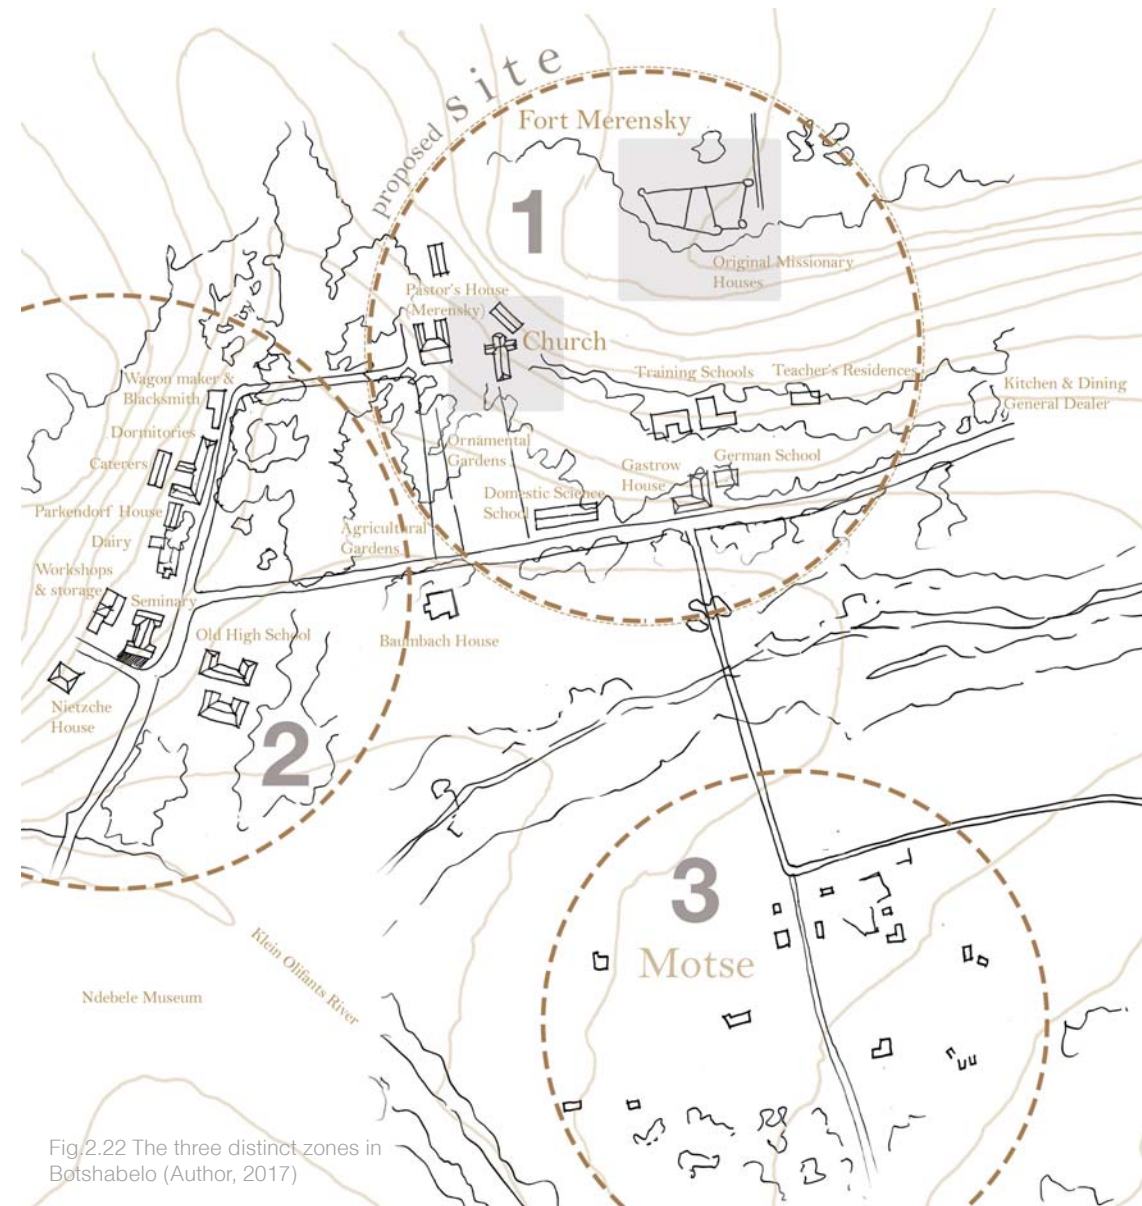 proposed site
Fort Merensky
1
Original Missionary
Houses
Pastor's House
(Merensky)
Church
Training Schools
Teacher's Residences
Kitchen & Dining
General Dealer
Wagon maker &
Blacksmith
Dormitories
Caterers
Parkendorf House
Dairy
Workshops
& storage
Seminary
Ornamental
Gardens
Gastrow
House
German School
Domestic Science
School
Agricultural
Gardens
Old High School
Baumbach House
Nietzche
House
2
3
Motse
Klein Olifants River
Ndebele Museum
Fig.2.22 The three distinct zones in
Botshabelo (Author, 2017)